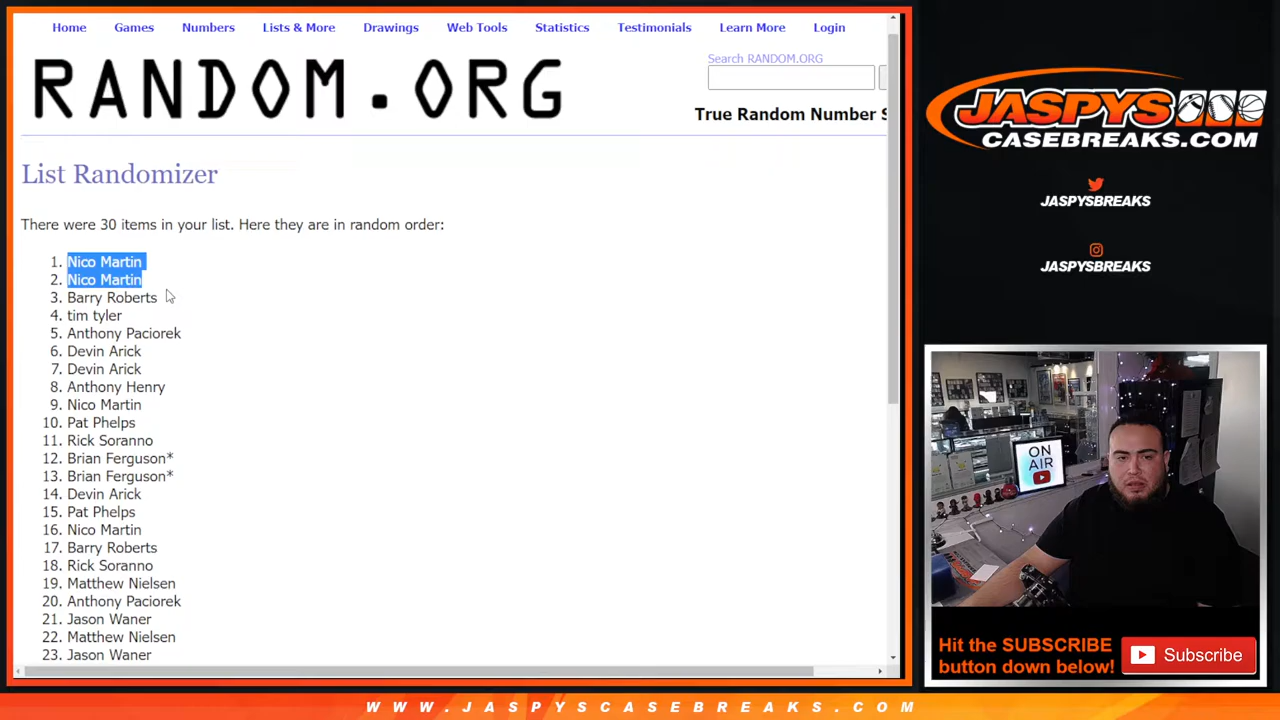 Home Games Numbers Lists & More Drawings Web Tools Statistics Testimonials Learn More Login
RANDOM.ORG
Search RANDOM.ORG
True Random Number S
List Randomizer
There were 30 items in your list. Here they are in random order:
1. Nico Martin
2. Nico Martin
3. Barry Roberts
4. tim tyler
5. Anthony Paciorek
6. Devin Arick
7. Devin Arick
8. Anthony Henry
9. Nico Martin
10. Pat Phelps
11. Rick Soranno
12. Brian Ferguson*
13. Brian Ferguson*
14. Devin Arick
15. Pat Phelps
16. Nico Martin
17. Barry Roberts
18. Rick Soranno
19. Matthew Nielsen
20. Anthony Paciorek
21. Jason Waner
22. Matthew Nielsen
23. Jason Waner
JASPYS
CASEBREAKS.COM
JASPYSBREAKS
JASPYSBREAKS
ON
AIR
Hit the SUBSCRIBE
button down below!
Subscribe
WWW.JASPYSCASEBREAKS.COM